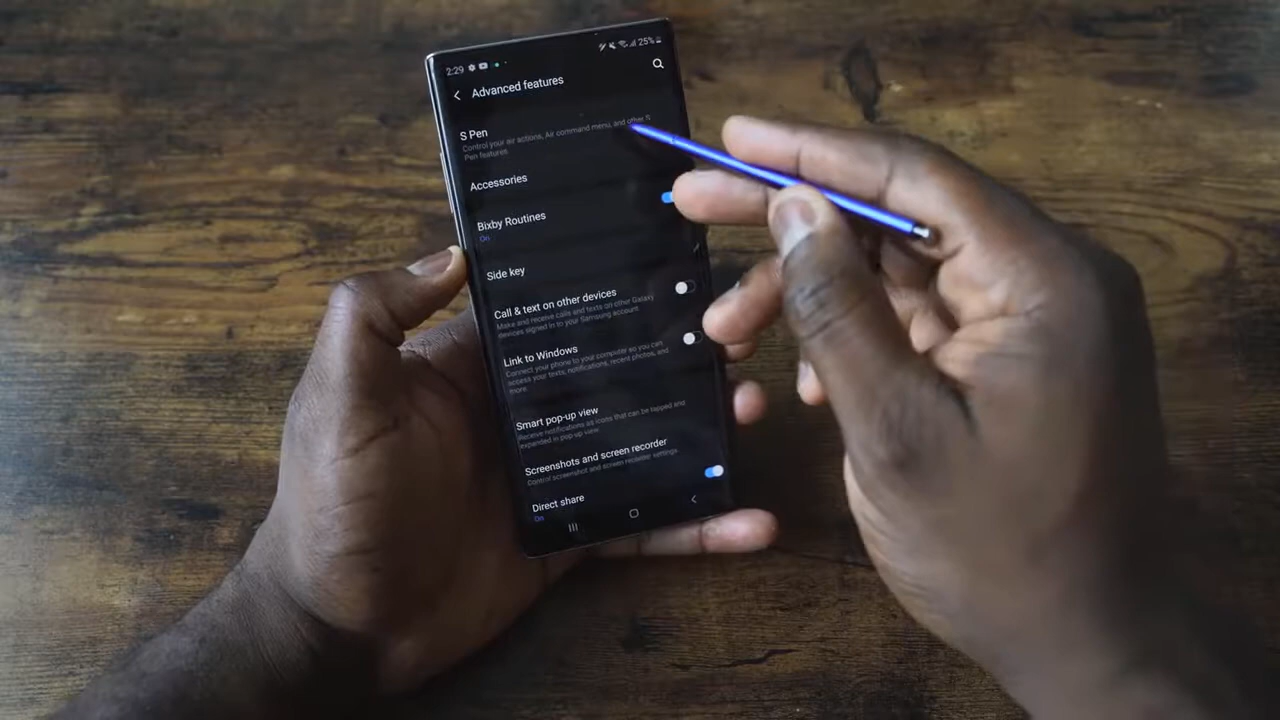 2:29
25%
Advanced features
S Pen
Control your air actions, Air command menu, and other S
Pen features.
Accessories
Bixby Routines
On
Side key
Call & text on other devices
Make and receive calls and texts on other Galaxy
devices signed in to your Samsung account.
Link to Windows
Connect your phone to your computer so you can
access your texts, notifications, recent photos, and
more.
Smart pop-up view
Receive notifications as icons that can be tapped and
expanded in pop-up view.
Screenshots and screen recorder
Control screenshot and screen recorder settings.
Direct share
On